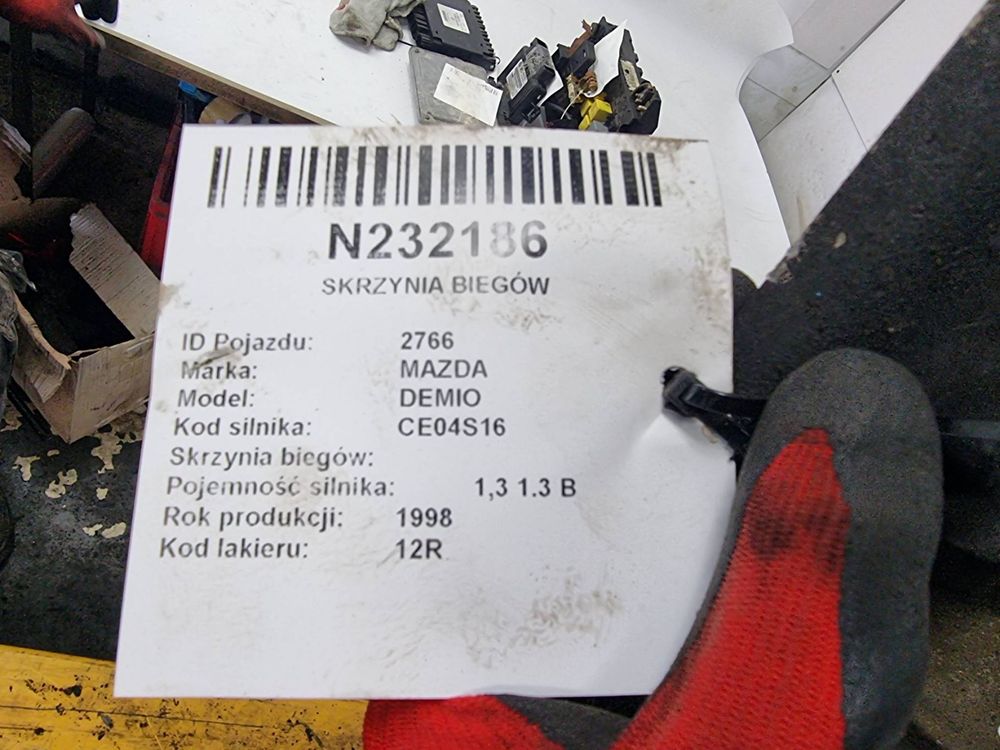 N232186
SKRZYNIA BIEGÓW
ID Pojazdu: 2766
Marka: MAZDA
Model: DEMIO
Kod silnika: CE04S16
Skrzynia biegów:
Pojemność silnika: 1,3 1.3 B
Rok produkcji: 1998
Kod lakieru: 12R